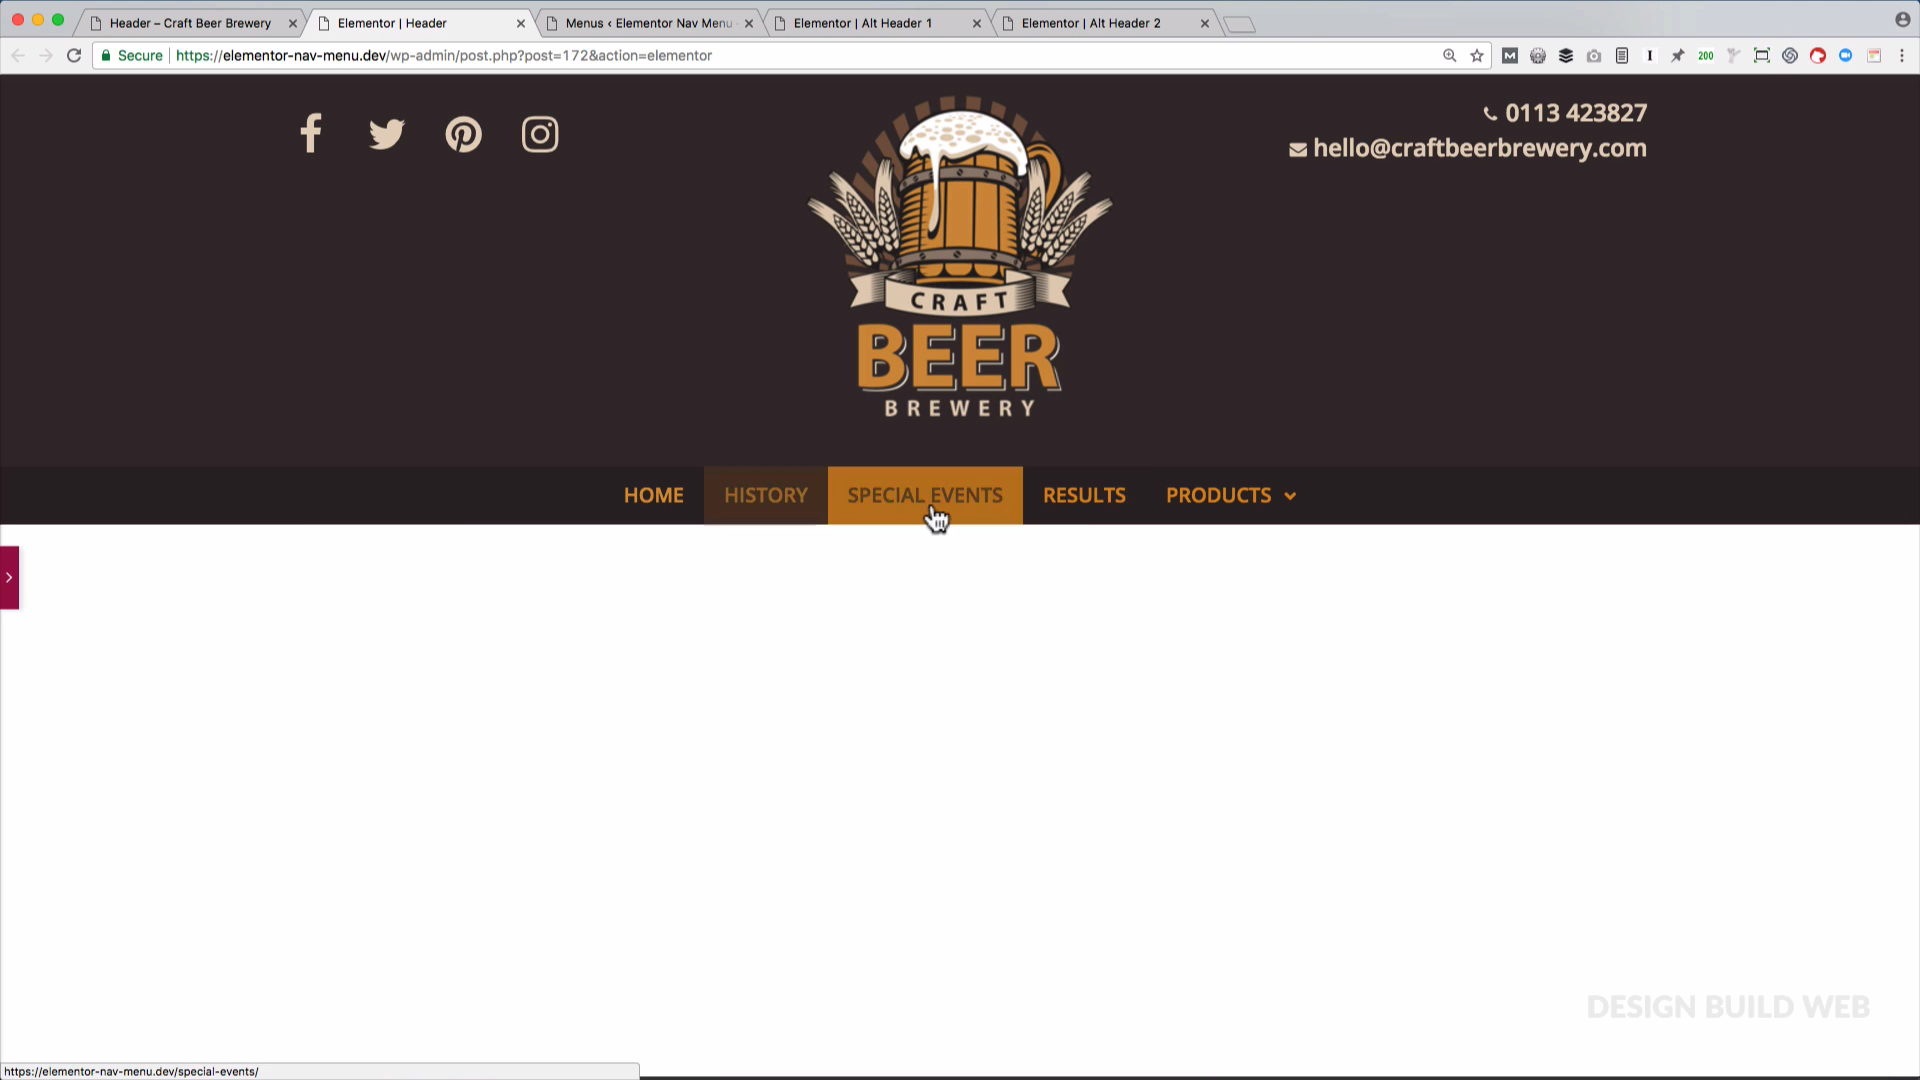 Header – Craft Beer Brewery
Elementor | Header
Menus ‹ Elementor Nav Menu
Elementor | Alt Header 1
Elementor | Alt Header 2
Secure
https://elementor-nav-menu.dev/wp-admin/post.php?post=172&action=elementor
M
I
200
0113 423827
hello@craftbeerbrewery.com
CRAFT
BEER
BREWERY
HOME HISTORY SPECIAL EVENTS RESULTS PRODUCTS
DESIGN BUILD WEB
https://elementor-nav-menu.dev/special-events/